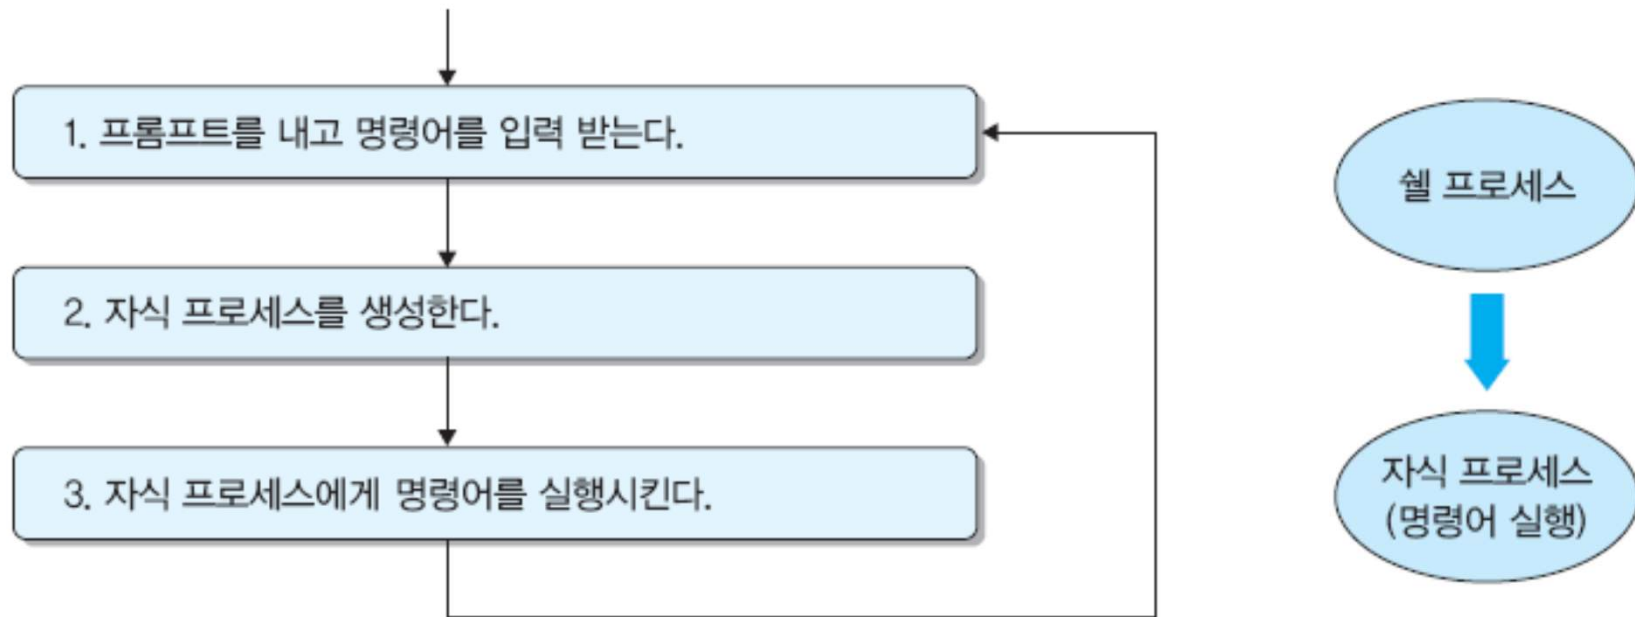 1. 프롬프트를 내고 명령어를 입력 받는다.
2. 자식 프로세스를 생성한다.
3. 자식 프로세스에게 명령어를 실행시킨다.
쉘 프로세스
자식 프로세스
(명령어 실행)